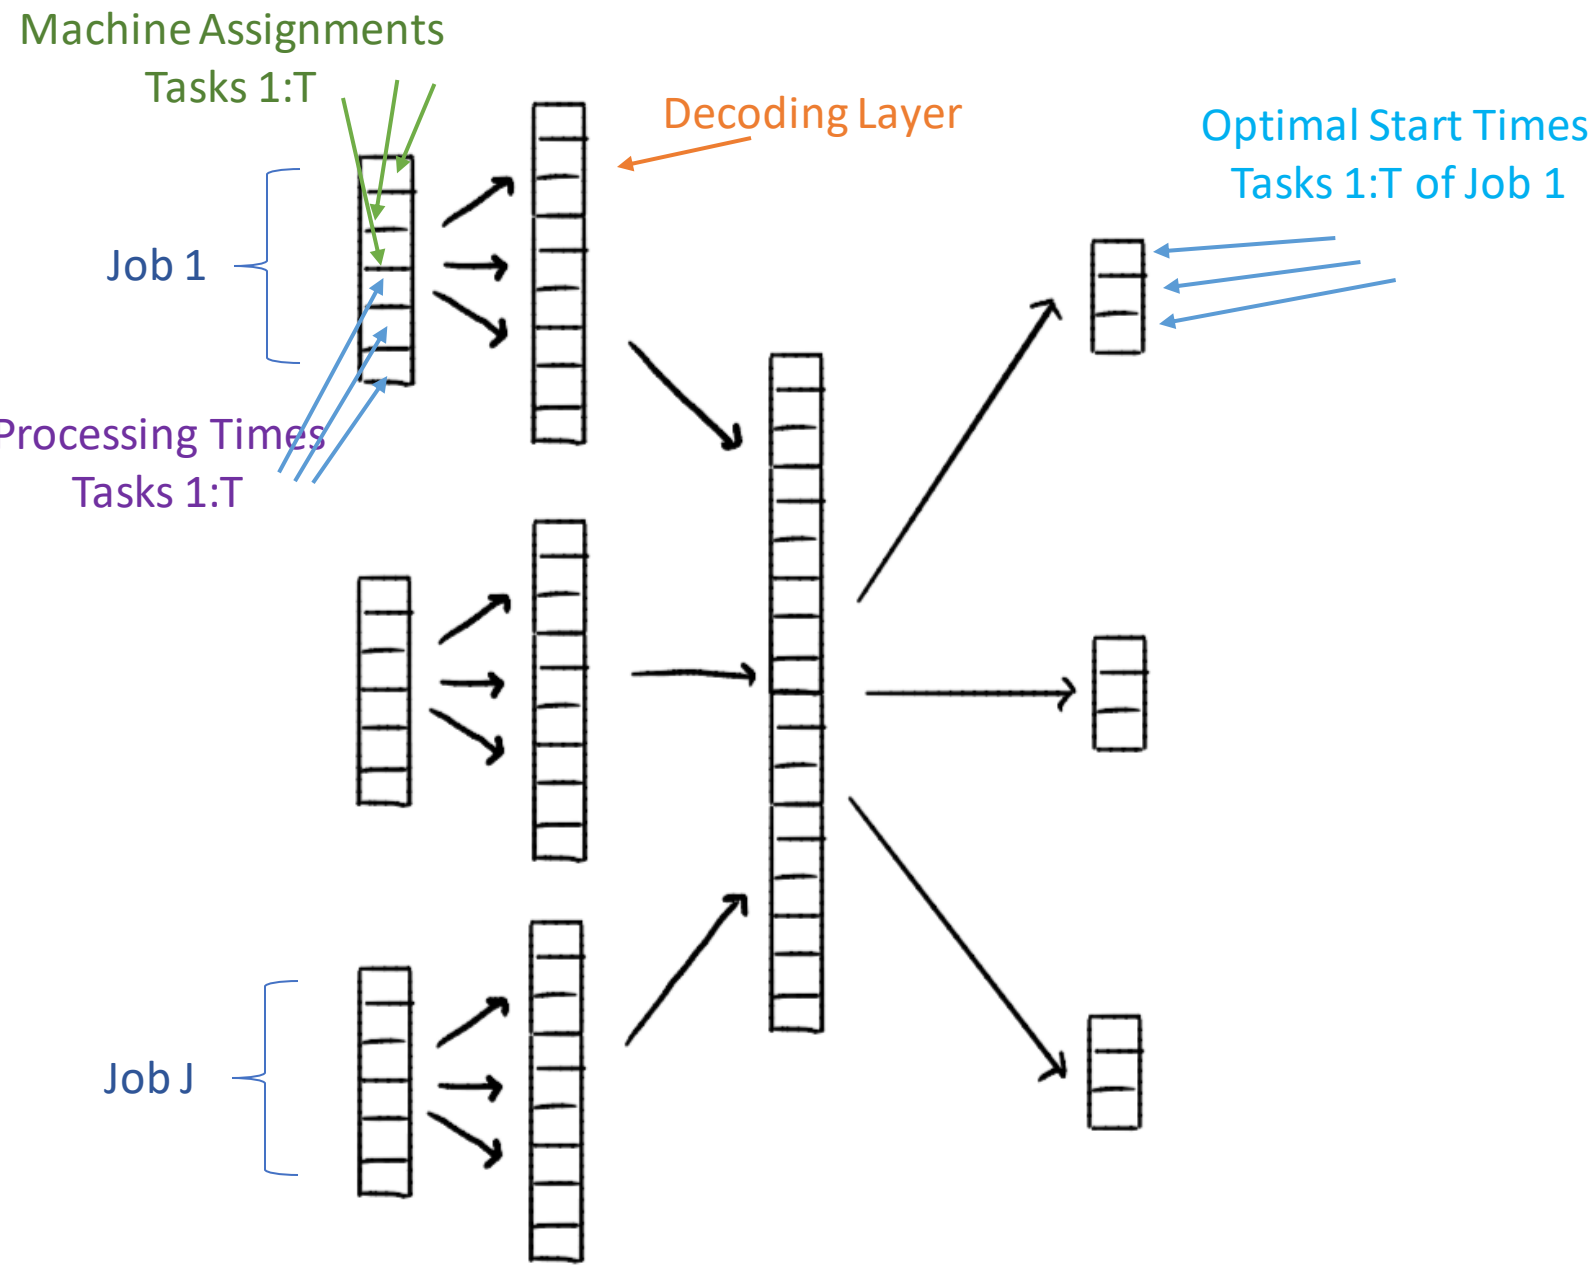 Machine Assignments
Tasks 1:T
Decoding Layer
Optimal Start Times
Tasks 1:T of Job 1
Job 1
Processing Times
Tasks 1:T
Job J